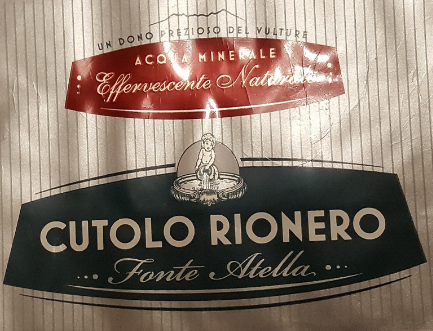 UN DONO PREZIOSO DEL VULTURE
ACQUA MINERALE
Effervescente Naturale
CUTOLO RIONERO
Fonte Atella